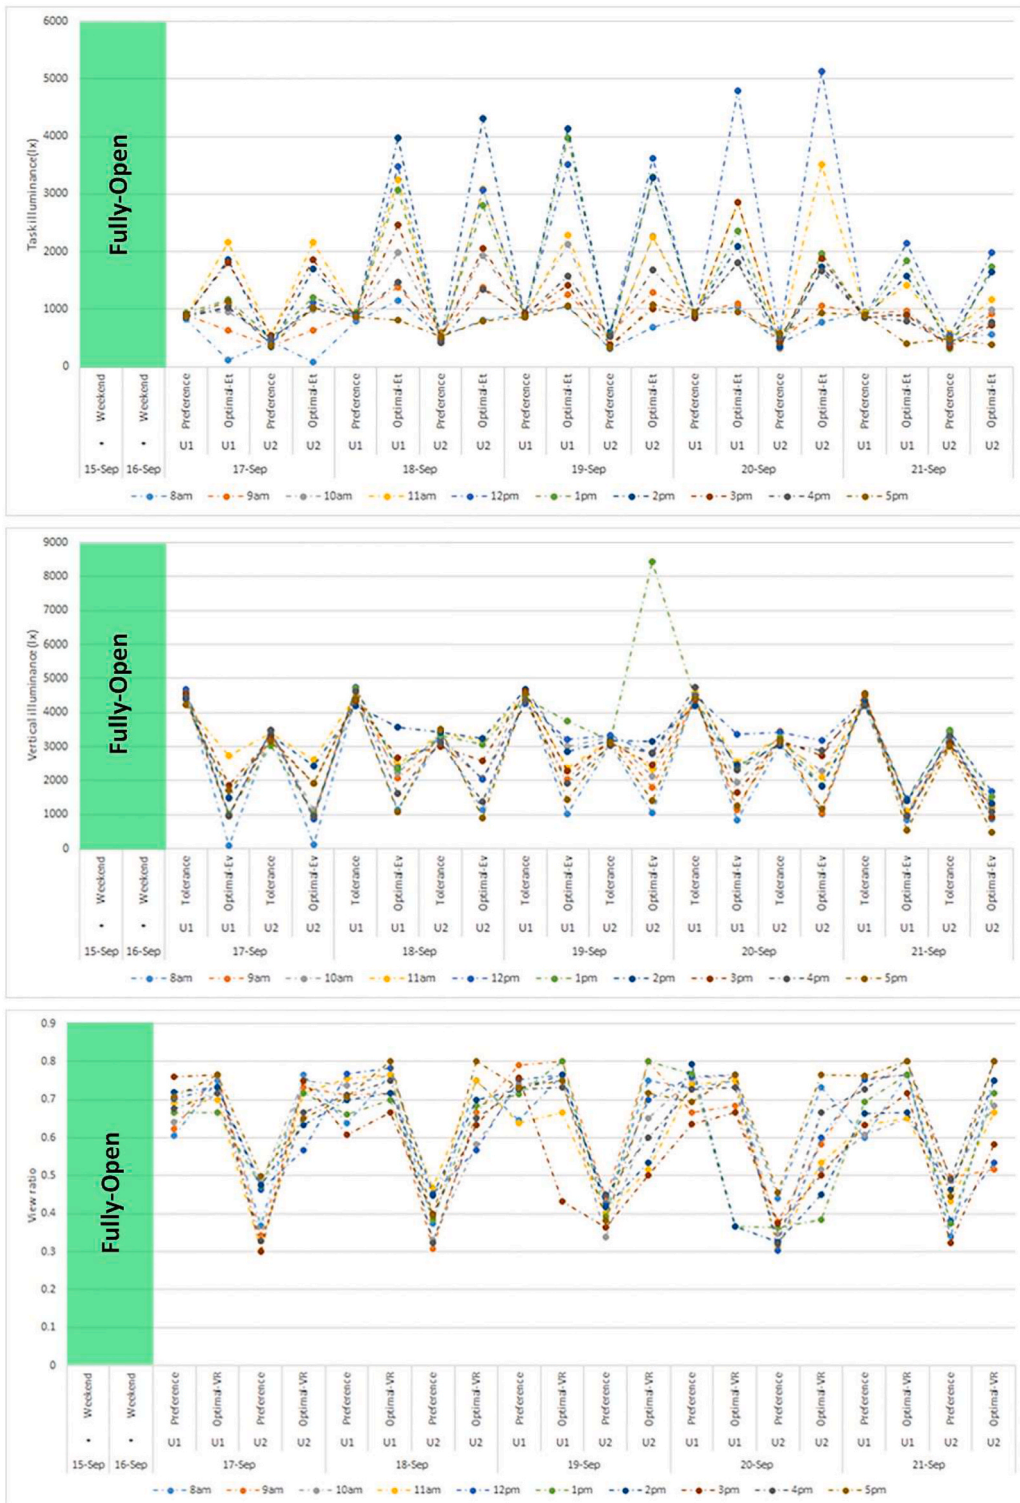 6000
5000
4000
3000
2000
1000
0
Task illuminance(lx)
Fully-Open
Weekend Weekend Preference Optimal-Et Preference Optimal-Et Preference Optimal-Et Preference Optimal-Et Preference Optimal-Et Preference Optimal-Et Preference Optimal-Et Preference Optimal-Et Preference Optimal-Et Preference Optimal-Et
• • U1 U1 U2 U2 U1 U1 U2 U2 U1 U1 U2 U2 U1 U1 U2 U2 U1 U1 U2 U2
15-Sep 16-Sep 17-Sep 18-Sep 19-Sep 20-Sep 21-Sep
8am 9am 10am 11am 12pm 1pm 2pm 3pm 4pm 5pm
9000
8000
7000
6000
5000
4000
3000
2000
1000
0
Vertical illuminance(lx)
Fully-Open
Weekend Weekend Tolerance Optimal-Ev Tolerance Optimal-Ev Tolerance Optimal-Ev Tolerance Optimal-Ev Tolerance Optimal-Ev Tolerance Optimal-Ev Tolerance Optimal-Ev Tolerance Optimal-Ev Tolerance Optimal-Ev Tolerance Optimal-Ev
• • U1 U1 U2 U2 U1 U1 U2 U2 U1 U1 U2 U2 U1 U1 U2 U2 U1 U1 U2 U2
15-Sep 16-Sep 17-Sep 18-Sep 19-Sep 20-Sep 21-Sep
8am 9am 10am 11am 12pm 1pm 2pm 3pm 4pm 5pm
0.9
0.8
0.7
0.6
0.5
0.4
0.3
0.2
0.1
0
View ratio
Fully-Open
Weekend Weekend Preference Optimal-VR Preference Optimal-VR Preference Optimal-VR Preference Optimal-VR Preference Optimal-VR Preference Optimal-VR Preference Optimal-VR Preference Optimal-VR Preference Optimal-VR Preference Optimal-VR
• • U1 U1 U2 U2 U1 U1 U2 U2 U1 U1 U2 U2 U1 U1 U2 U2 U1 U1 U2 U2
15-Sep 16-Sep 17-Sep 18-Sep 19-Sep 20-Sep 21-Sep
8am 9am 10am 11am 12pm 1pm 2pm 3pm 4pm 5pm